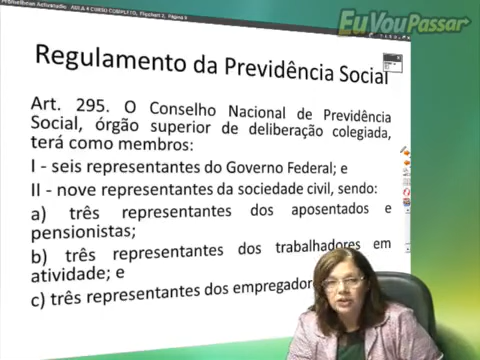 EuVouPassar
Regulamento da Previdência Social
Art. 295. O Conselho Nacional de Previdência
Social, órgão superior de deliberação colegiada,
terá como membros:
I - seis representantes do Governo Federal; e
II - nove representantes da sociedade civil, sendo:
a) três representantes dos aposentados e
pensionistas;
b) três representantes dos trabalhadores em
atividade; e
c) três representantes dos empregador